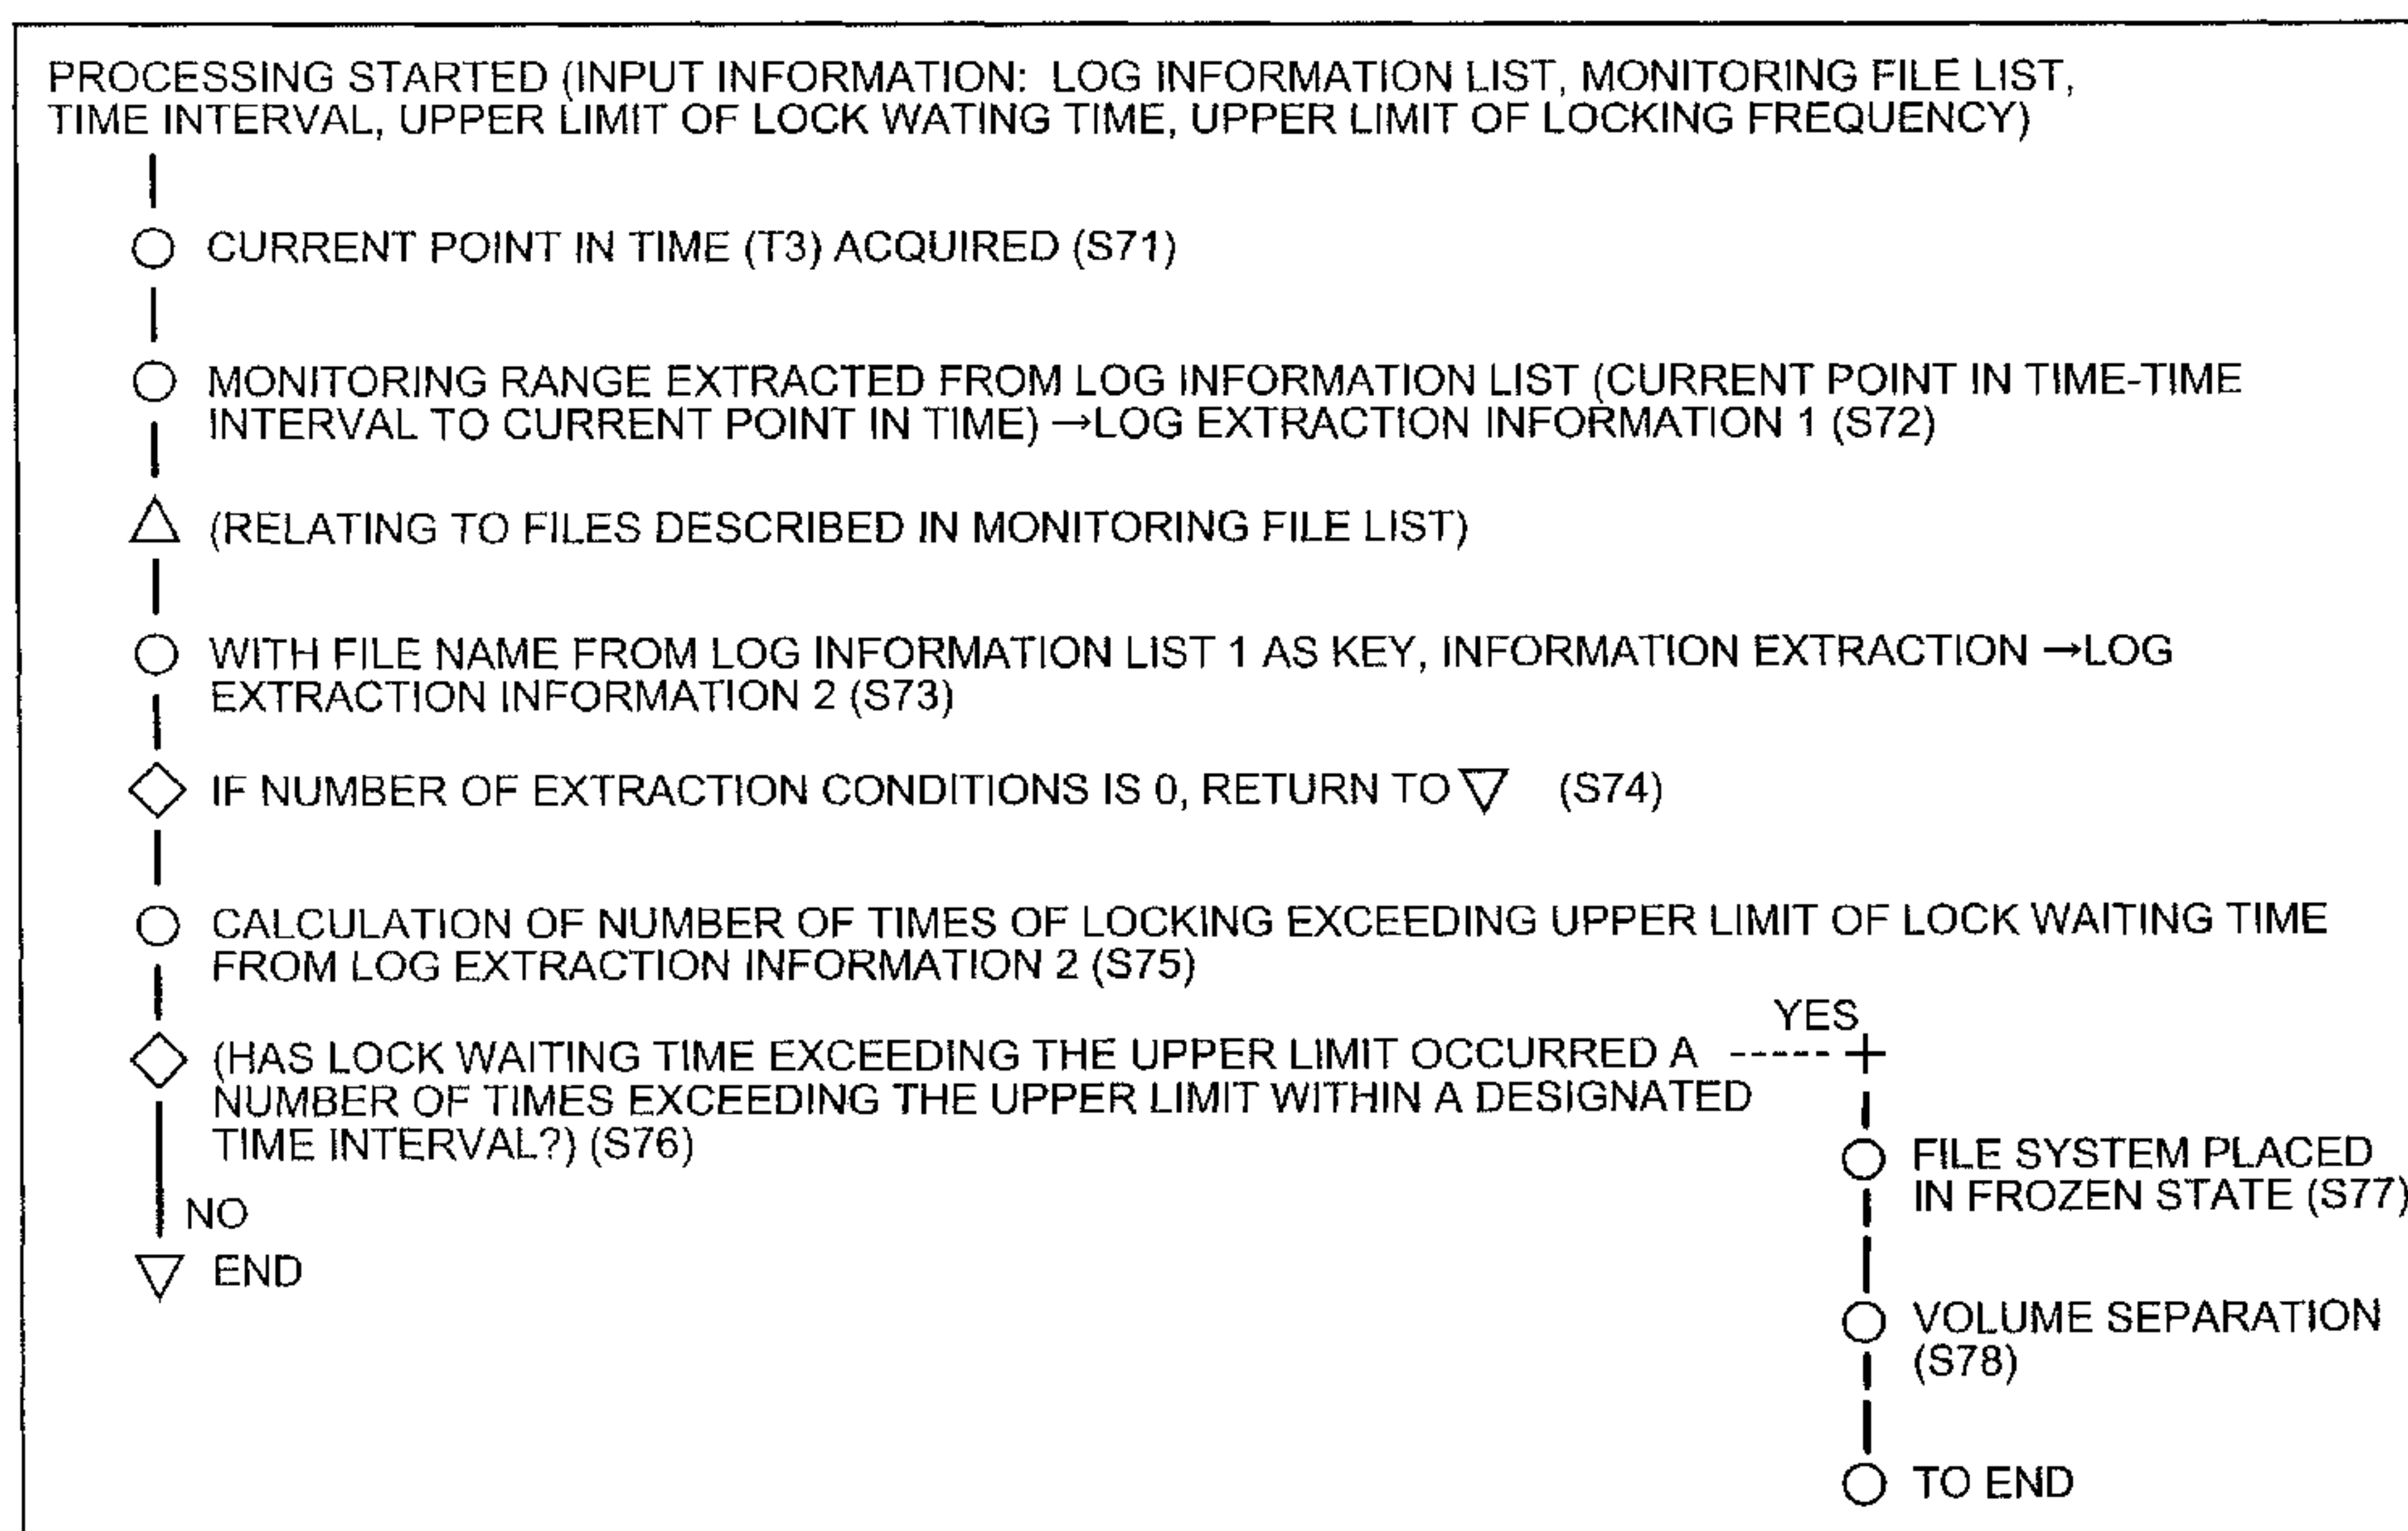 PROCESSING STARTED (INPUT INFORMATION: LOG INFORMATION LIST, MONITORING FILE LIST,
TIME INTERVAL, UPPER LIMIT OF LOCK WATING TIME, UPPER LIMIT OF LOCKING FREQUENCY)
CURRENT POINT IN TIME (T3) ACQUIRED (S71)
MONITORING RANGE EXTRACTED FROM LOG INFORMATION LIST (CURRENT POINT IN TIME-TIME
INTERVAL TO CURRENT POINT IN TIME) →LOG EXTRACTION INFORMATION 1 (S72)
(RELATING TO FILES DESCRIBED IN MONITORING FILE LIST)
WITH FILE NAME FROM LOG INFORMATION LIST 1 AS KEY, INFORMATION EXTRACTION →LOG
EXTRACTION INFORMATION 2 (S73)
IF NUMBER OF EXTRACTION CONDITIONS IS 0, RETURN TO ▽ (S74)
CALCULATION OF NUMBER OF TIMES OF LOCKING EXCEEDING UPPER LIMIT OF LOCK WAITING TIME
FROM LOG EXTRACTION INFORMATION 2 (S75)
(HAS LOCK WAITING TIME EXCEEDING THE UPPER LIMIT OCCURRED A
NUMBER OF TIMES EXCEEDING THE UPPER LIMIT WITHIN A DESIGNATED
TIME INTERVAL?) (S76)
NO
END
YES
FILE SYSTEM PLACED
IN FROZEN STATE (S77)
VOLUME SEPARATION
(S78)
TO END